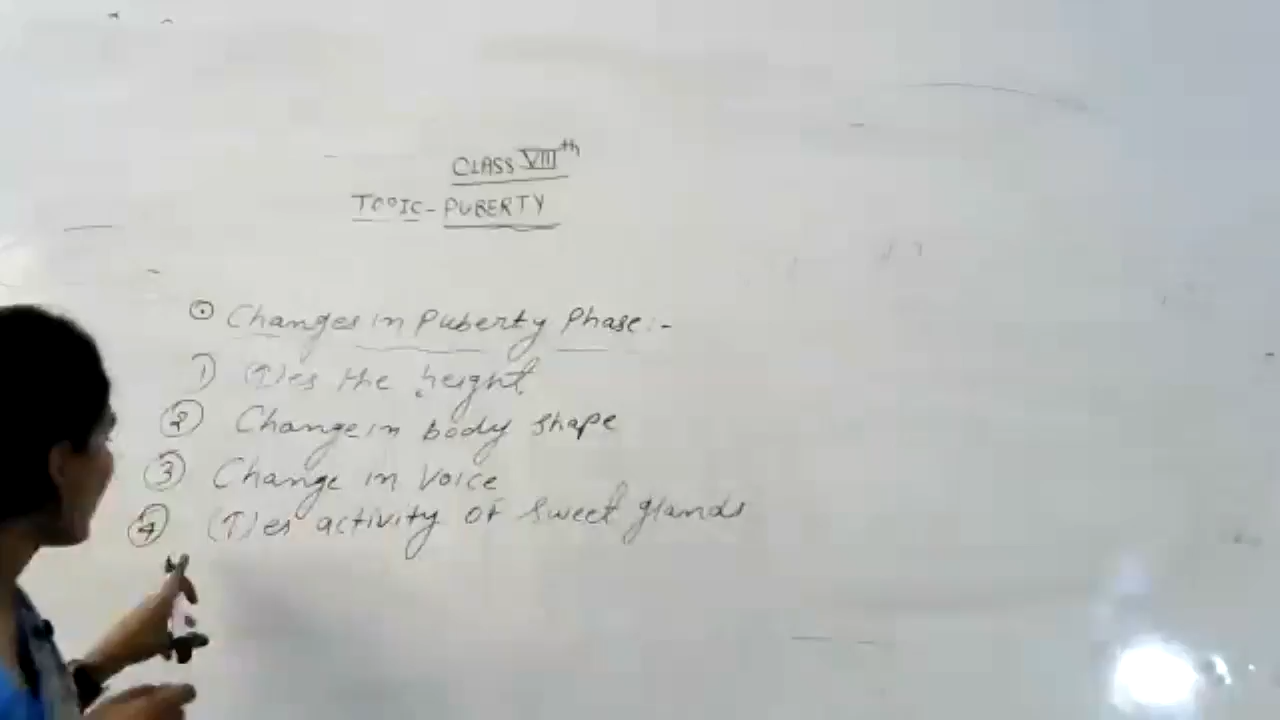 CLASS VIIIth
TOPIC - PUBERTY
⊙ Changes in Puberty Phase :-
1) (↑)es the height
② Change in body shape
③ Change in Voice
④ (↑)es activity of Sweet glands